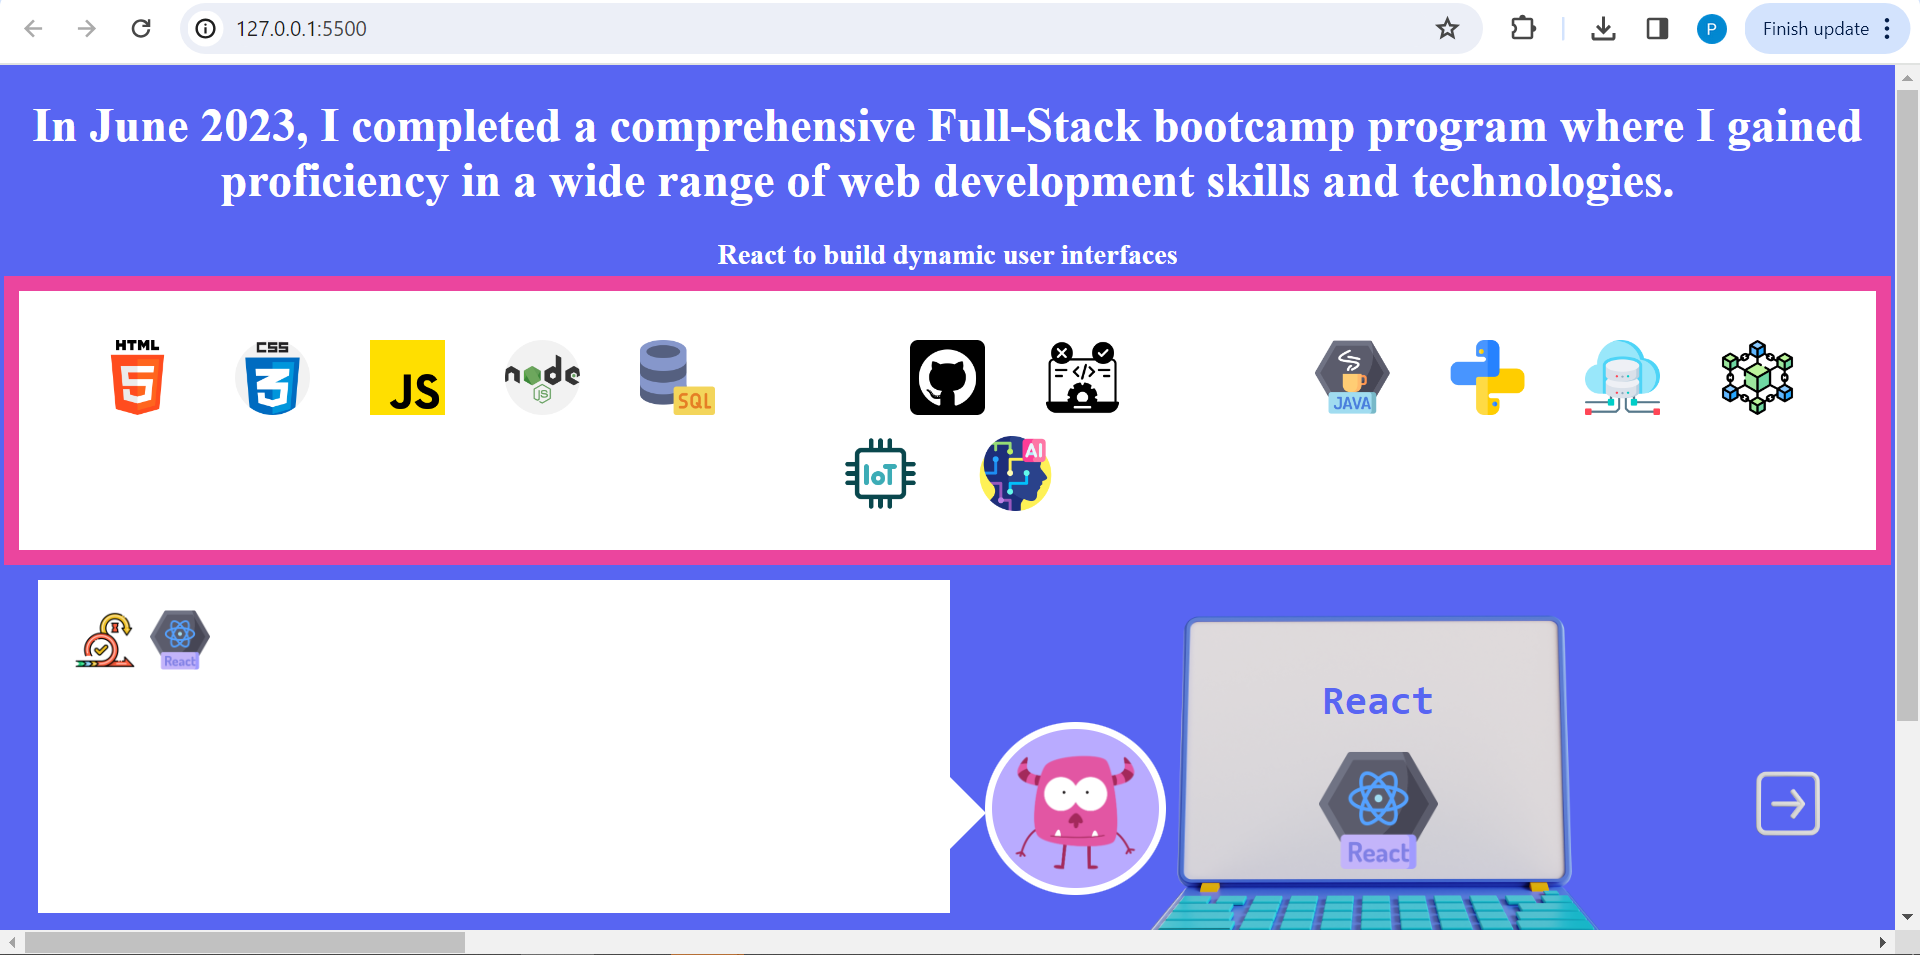 127.0.0.1:5500
P
Finish update
In June 2023, I completed a comprehensive Full-Stack bootcamp program where I gained
proficiency in a wide range of web development skills and technologies.
React to build dynamic user interfaces
HTML
5
CSS
3
JS
node
JS
SQL
</>
JAVA
IoT
AI
React
React
React